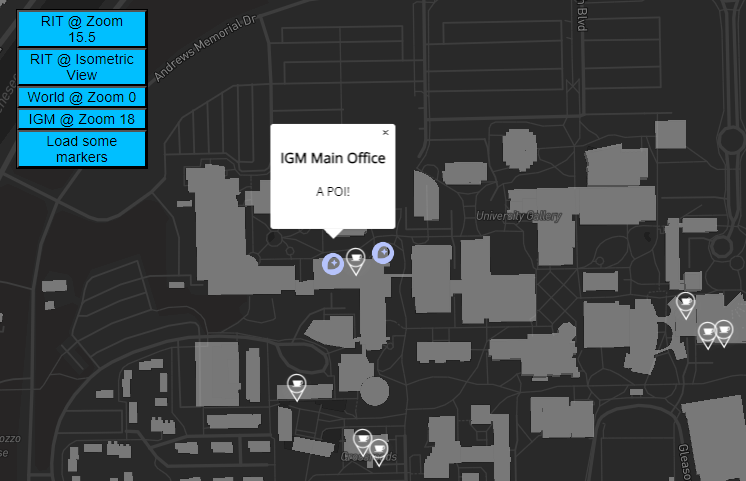 RIT @ Zoom
15.5
RIT @ Isometric
View
World @ Zoom 0
IGM @ Zoom 18
Load some
markers
Andrews Memorial Dr
Blvd
×
IGM Main Office
A POI!
University Gallery